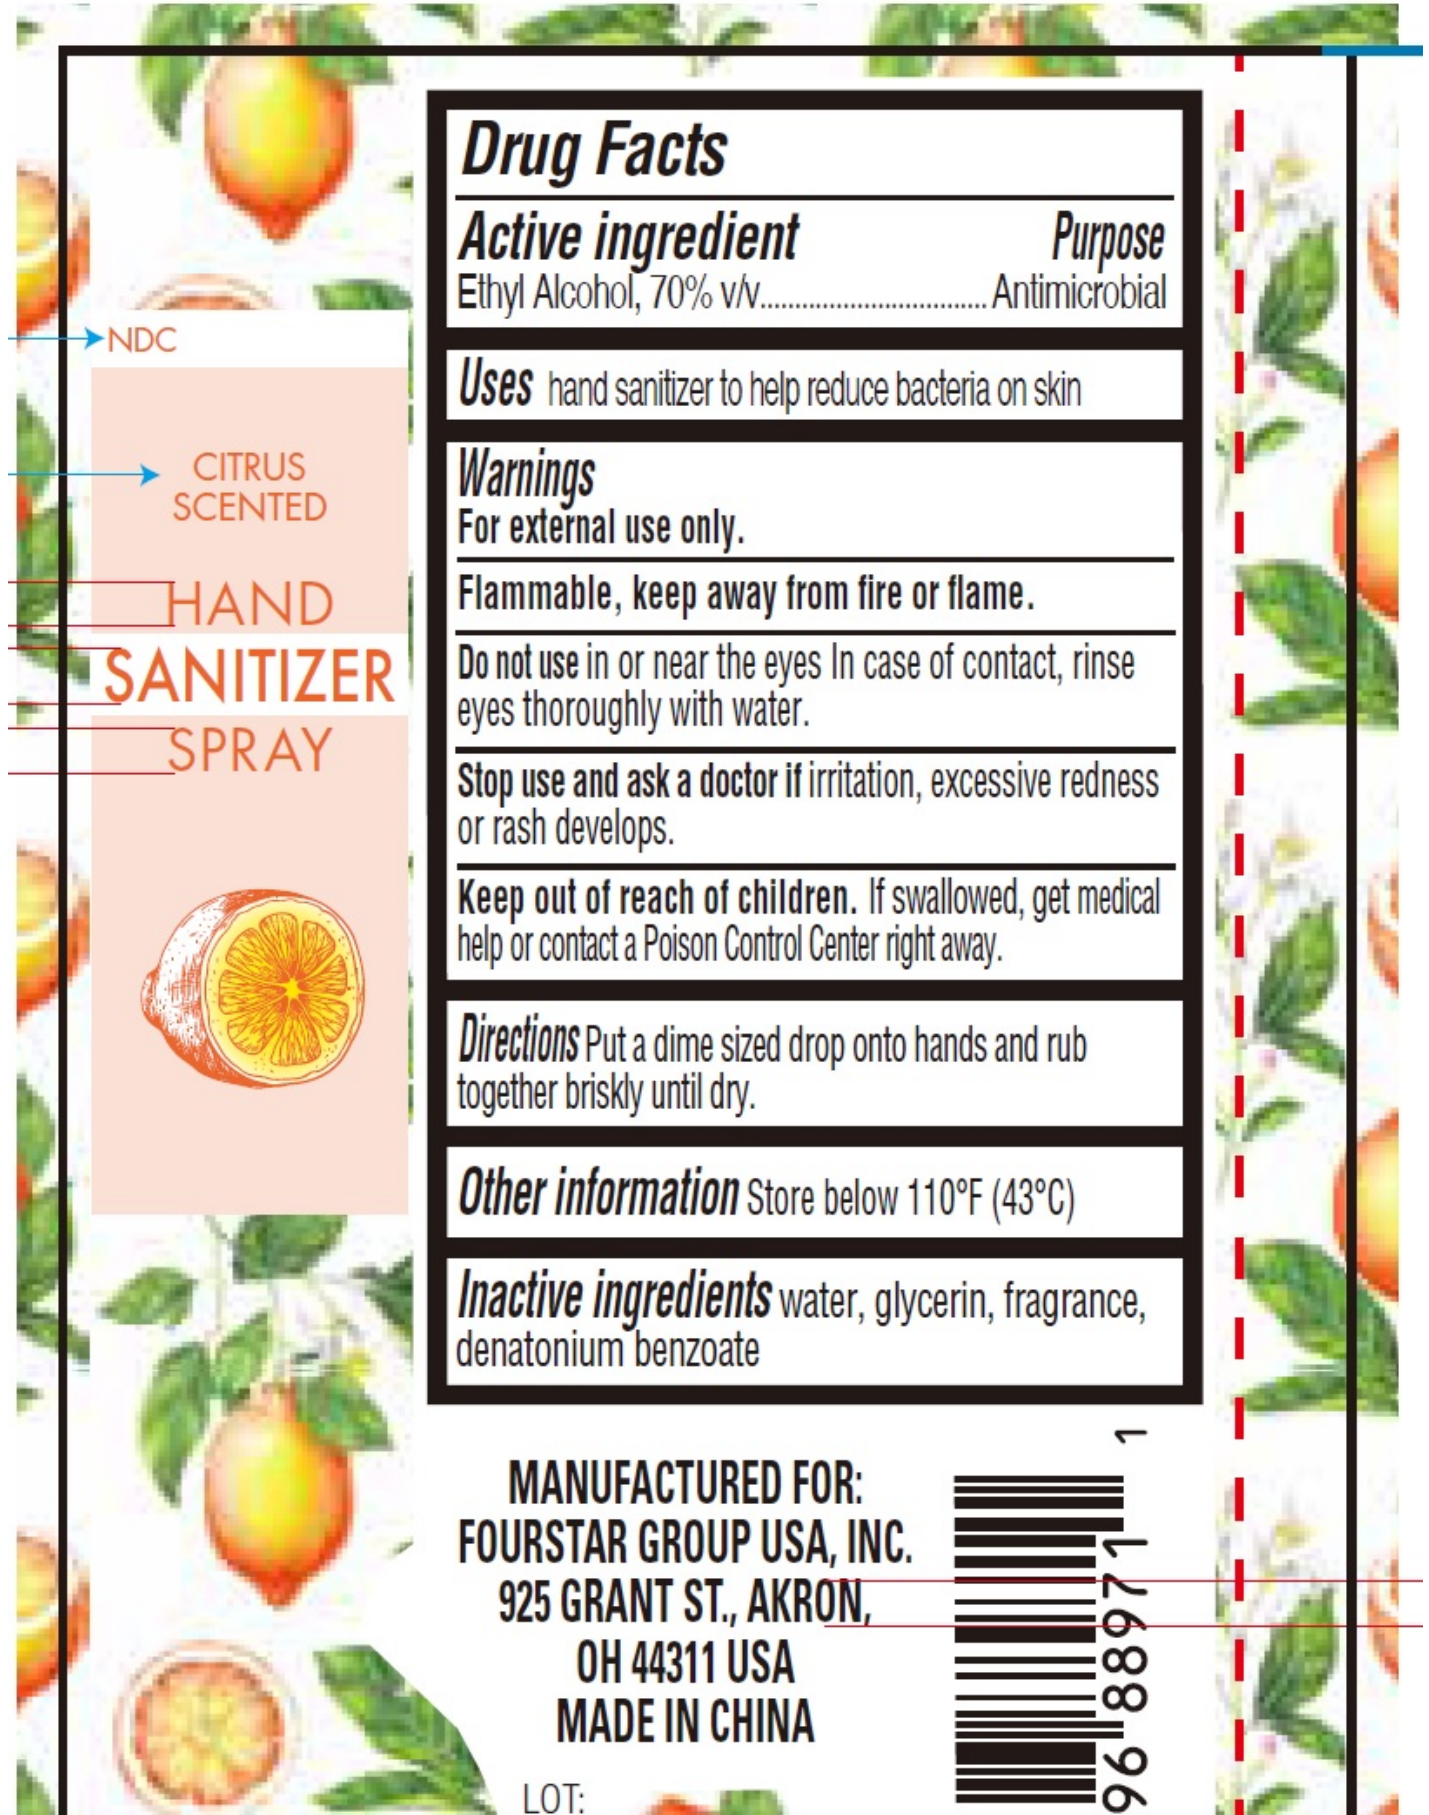 NDC
CITRUS
SCENTED
HAND
SANITIZER
SPRAY
Drug Facts
Active ingredient Purpose
Ethyl Alcohol, 70% v/v................................. Antimicrobial
Uses hand sanitizer to help reduce bacteria on skin
Warnings
For external use only.
Flammable, keep away from fire or flame.
Do not use in or near the eyes In case of contact, rinse
eyes thoroughly with water.
Stop use and ask a doctor if irritation, excessive redness
or rash develops.
Keep out of reach of children. If swallowed, get medical
help or contact a Poison Control Center right away.
Directions Put a dime sized drop onto hands and rub
together briskly until dry.
Other information Store below 110°F (43°C)
Inactive ingredients water, glycerin, fragrance,
denatonium benzoate
MANUFACTURED FOR:
FOURSTAR GROUP USA, INC.
925 GRANT ST., AKRON,
OH 44311 USA
MADE IN CHINA
LOT:
96 88971 1